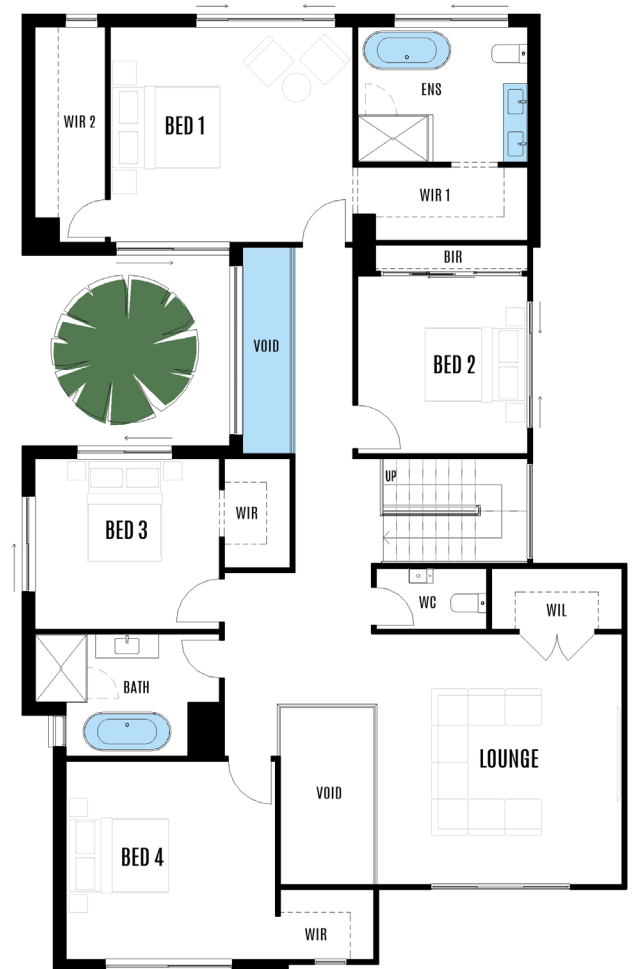 ENS
WIR 2
BED 1
WIR 1
BIR
VOID
BED 2
UP
WIR
BED 3
WC
WIL
BATH
LOUNGE
VOID
BED 4
WIR